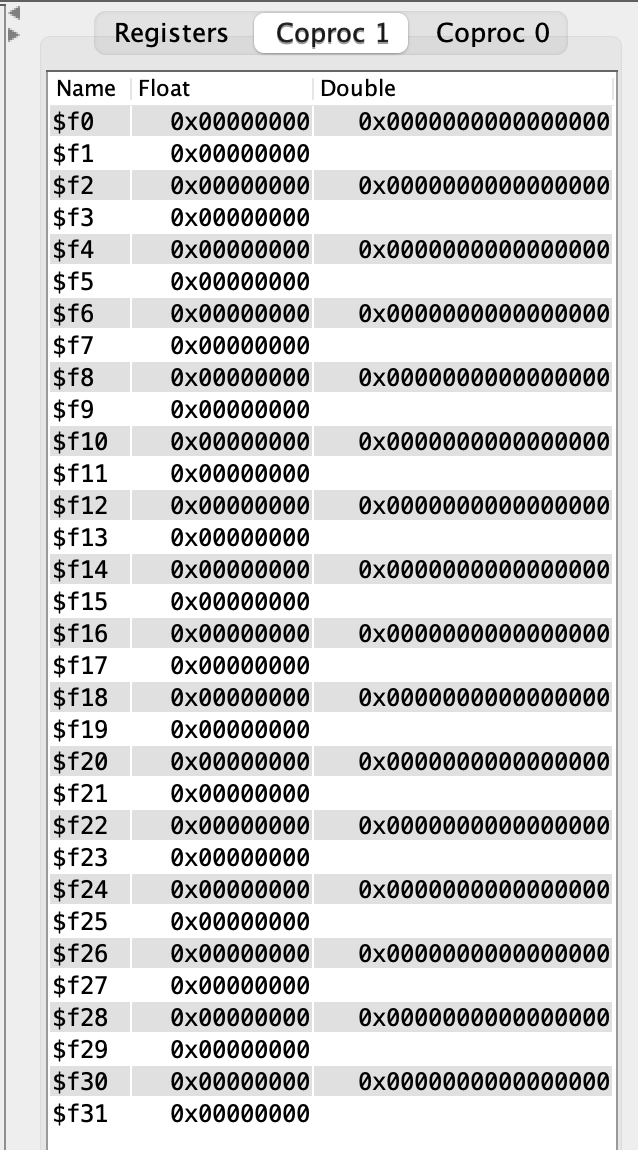 Registers Coproc 1 Coproc 0
Name Float Double
$f0 0x00000000 0x0000000000000000
$f1 0x00000000
$f2 0x00000000 0x0000000000000000
$f3 0x00000000
$f4 0x00000000 0x0000000000000000
$f5 0x00000000
$f6 0x00000000 0x0000000000000000
$f7 0x00000000
$f8 0x00000000 0x0000000000000000
$f9 0x00000000
$f10 0x00000000 0x0000000000000000
$f11 0x00000000
$f12 0x00000000 0x0000000000000000
$f13 0x00000000
$f14 0x00000000 0x0000000000000000
$f15 0x00000000
$f16 0x00000000 0x0000000000000000
$f17 0x00000000
$f18 0x00000000 0x0000000000000000
$f19 0x00000000
$f20 0x00000000 0x0000000000000000
$f21 0x00000000
$f22 0x00000000 0x0000000000000000
$f23 0x00000000
$f24 0x00000000 0x0000000000000000
$f25 0x00000000
$f26 0x00000000 0x0000000000000000
$f27 0x00000000
$f28 0x00000000 0x0000000000000000
$f29 0x00000000
$f30 0x00000000 0x0000000000000000
$f31 0x00000000